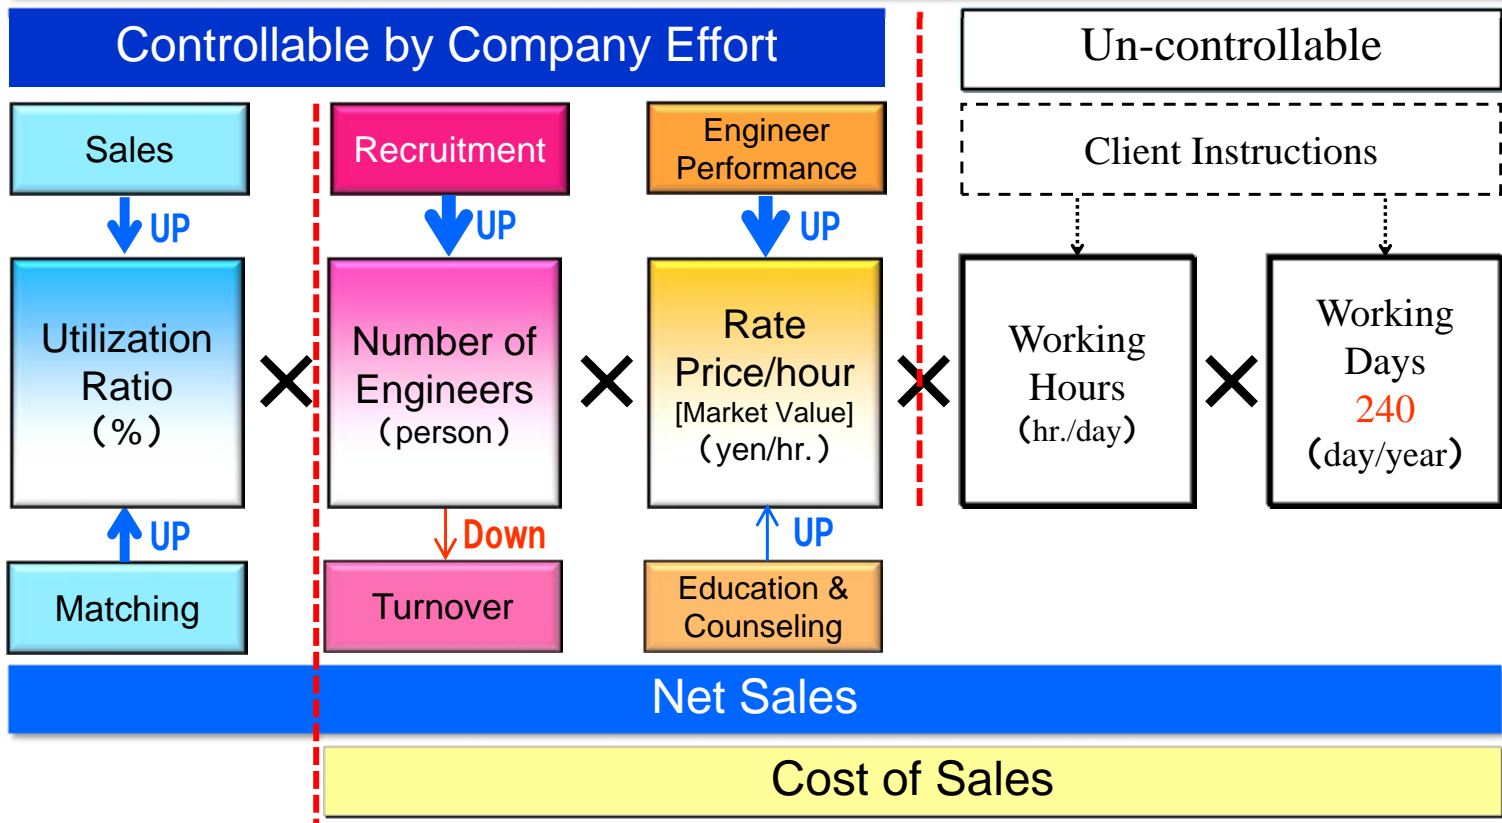 Controllable by Company Effort
Un-controllable
Sales
Recruitment
Engineer
Performance
Client Instructions
UP
UP
UP
Utilization
Ratio
(%)
×
Number of
Engineers
(person)
×
Rate
Price/hour
[Market Value]
(yen/hr.)
×
Working
Hours
(hr./day)
×
Working
Days
240
(day/year)
UP
Down
UP
Matching
Turnover
Education &
Counseling
Net Sales
Cost of Sales